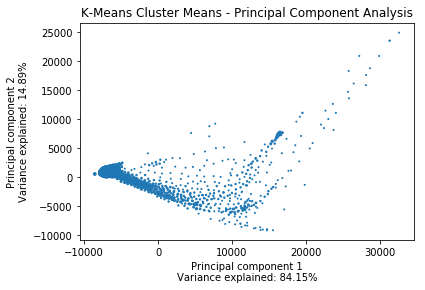 K-Means Cluster Means - Principal Component Analysis
25000
20000
15000
10000
5000
0
−5000
−10000
Principal component 2
Variance explained: 14.89%
−10000 0 10000 20000 30000
Principal component 1
Variance explained: 84.15%